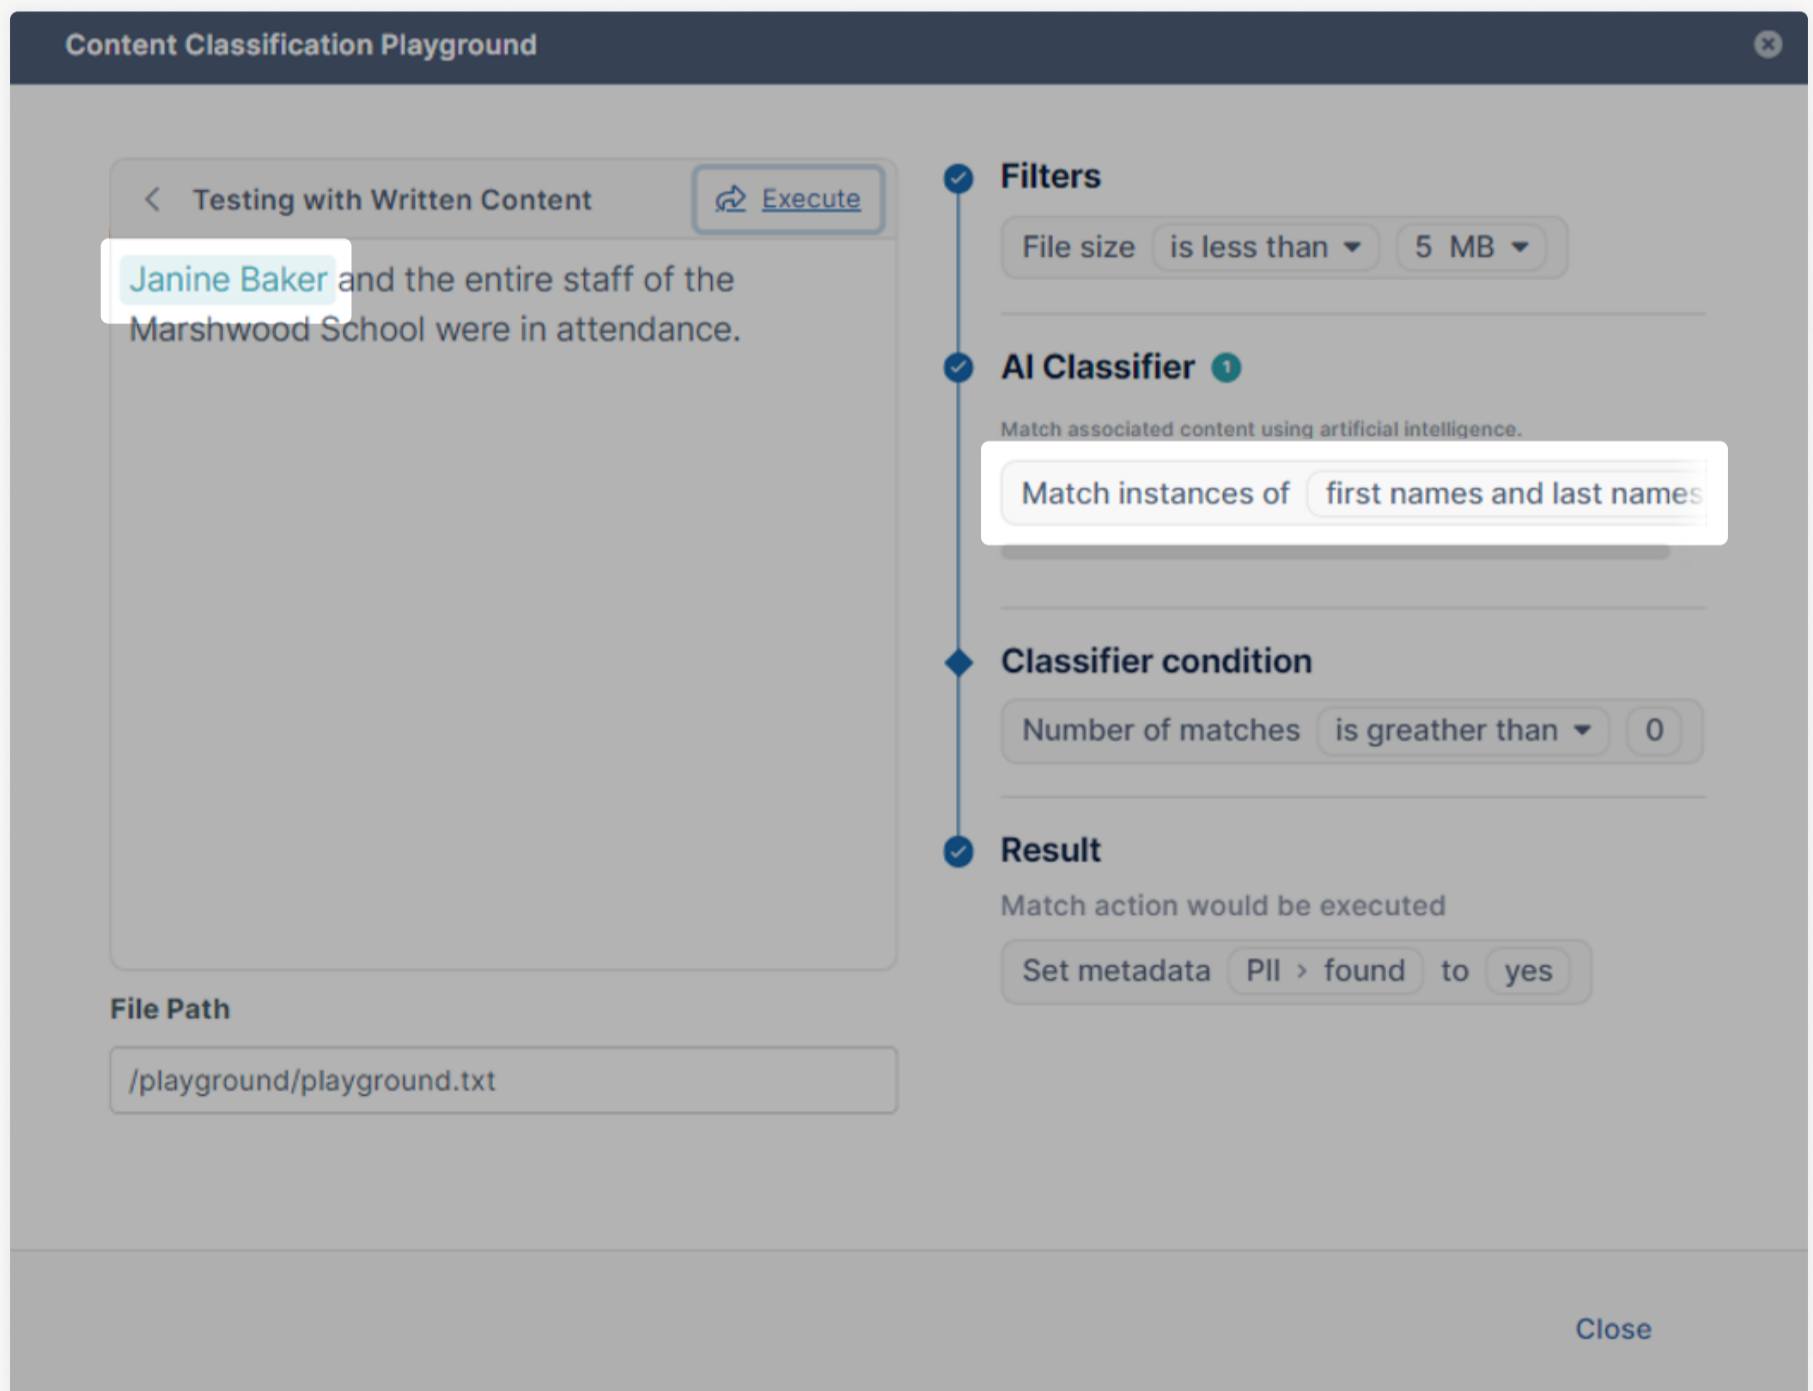 Content Classification Playground
Testing with Written Content
Execute
Janine Baker and the entire staff of the
Marshwood School were in attendance.
File Path
/playground/playground.txt
Filters
File size is less than 5 MB
AI Classifier 1
Match associated content using artificial intelligence.
Match instances of first names and last names
Classifier condition
Number of matches is greather than 0
Result
Match action would be executed
Set metadata PII > found to yes
Close